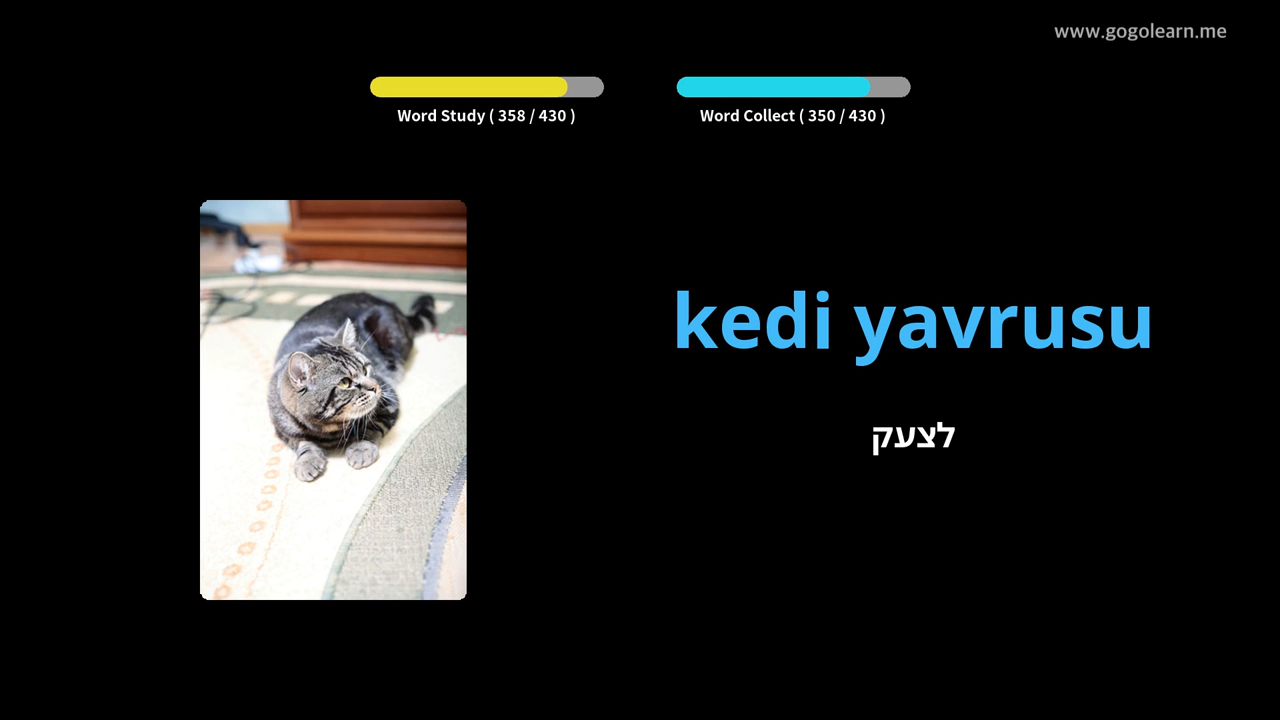 www.gogolearn.me
Word Study ( 358 / 430 )
Word Collect ( 350 / 430 )
kedi yavrusu
לצעק